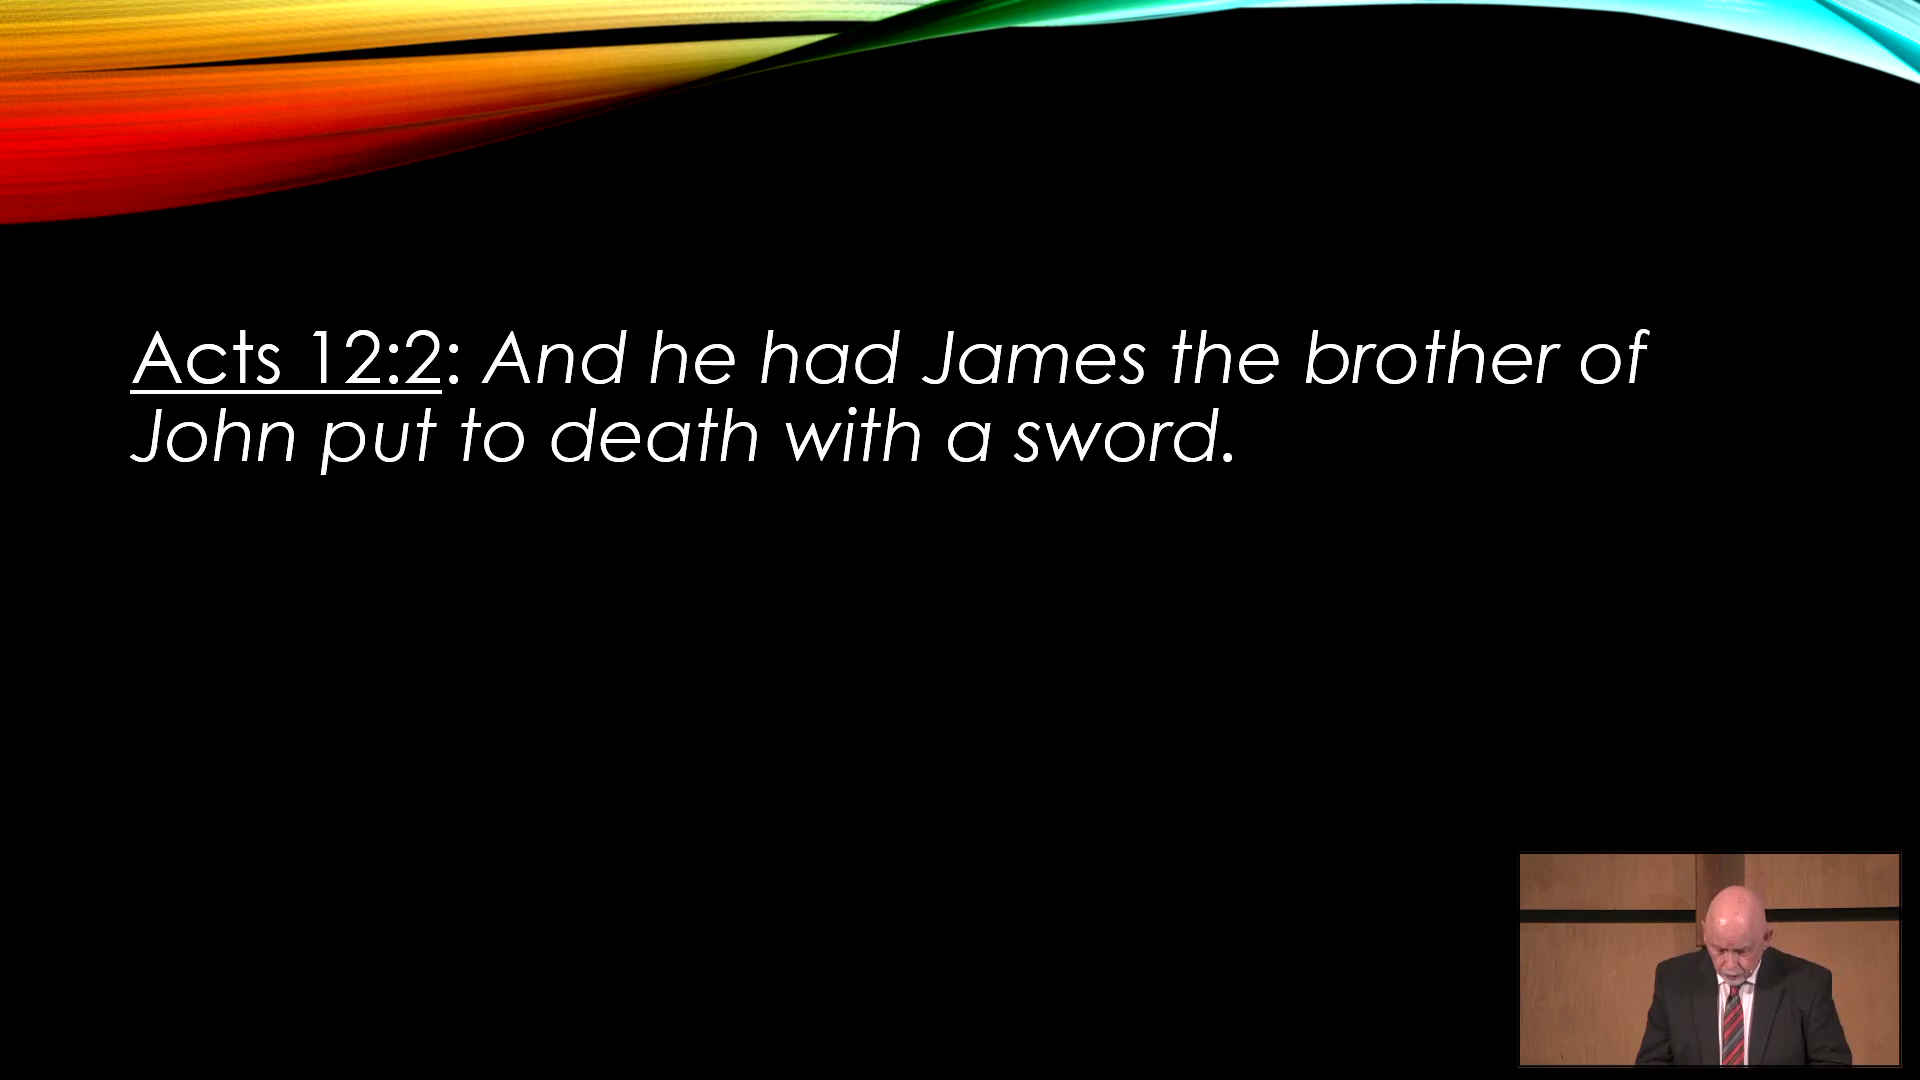 Acts 12:2: And he had James the brother of
John put to death with a sword.